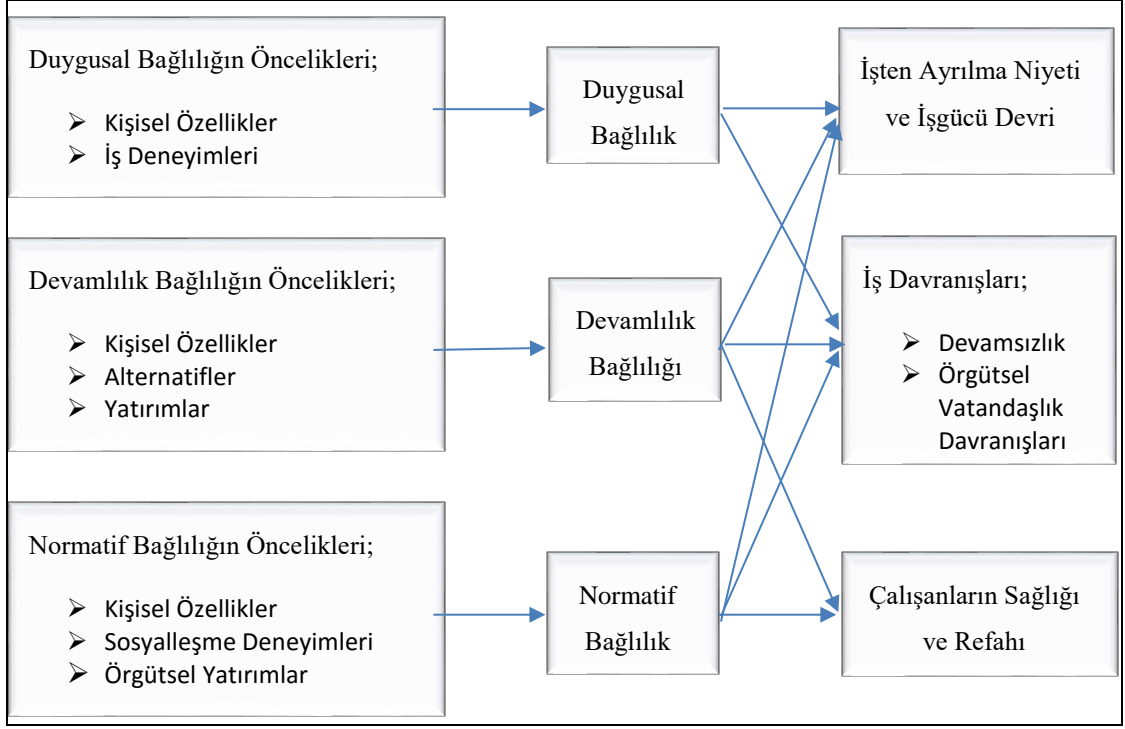 Duygusal Bağlılığın Öncelikleri;
➢ Kişisel Özellikler
➢ İş Deneyimleri
Duygusal
Bağlılık
İşten Ayrılma Niyeti
ve İşgücü Devri
Devamlılık Bağlılığın Öncelikleri;
➢ Kişisel Özellikler
➢ Alternatifler
➢ Yatırımlar
Devamlılık
Bağlılığı
İş Davranışları;
➢ Devamsızlık
➢ Örgütsel
Vatandaşlık
Davranışları
Normatif Bağlılığın Öncelikleri;
➢ Kişisel Özellikler
➢ Sosyalleşme Deneyimleri
➢ Örgütsel Yatırımlar
Normatif
Bağlılık
Çalışanların Sağlığı
ve Refahı